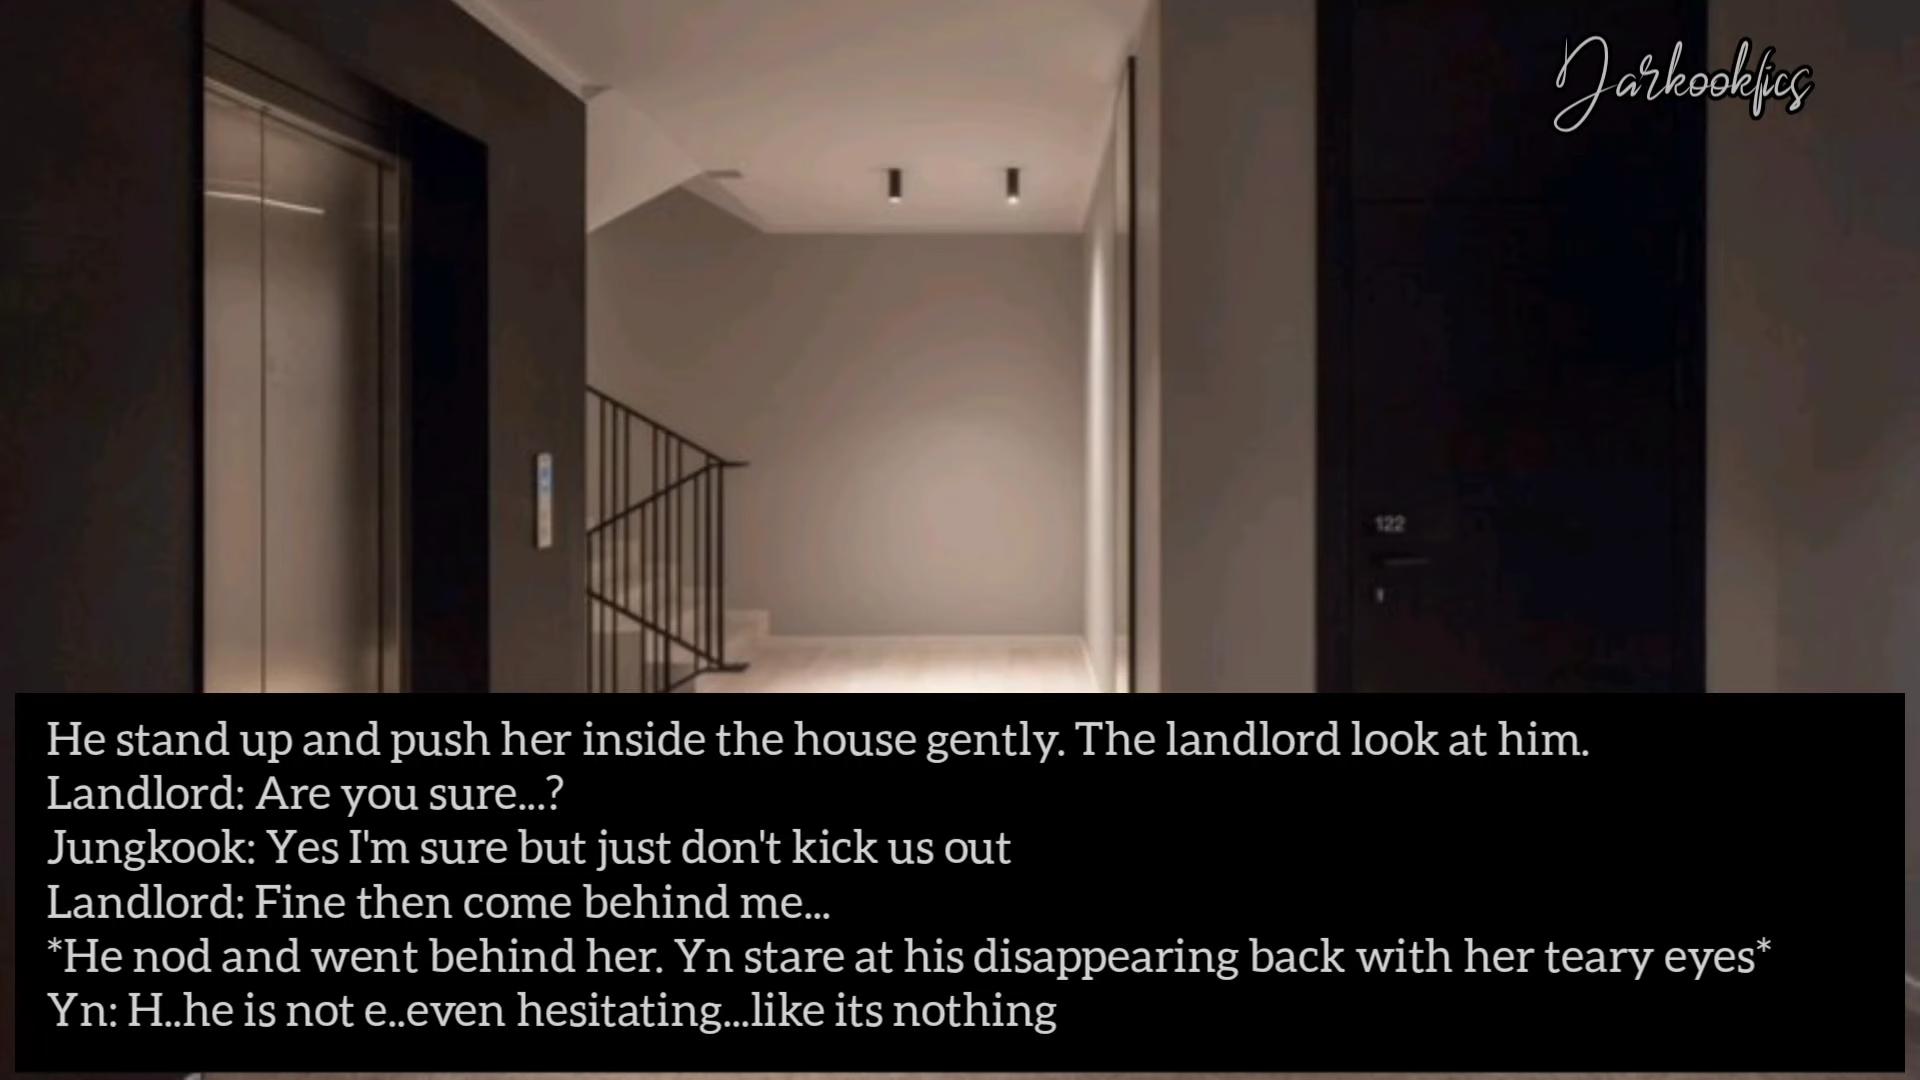 Darkookfics
122
He stand up and push her inside the house gently. The landlord look at him.
Landlord: Are you sure...?
Jungkook: Yes I'm sure but just don't kick us out
Landlord: Fine then come behind me...
*He nod and went behind her. Yn stare at his disappearing back with her teary eyes*
Yn: H..he is not e..even hesitating...like its nothing